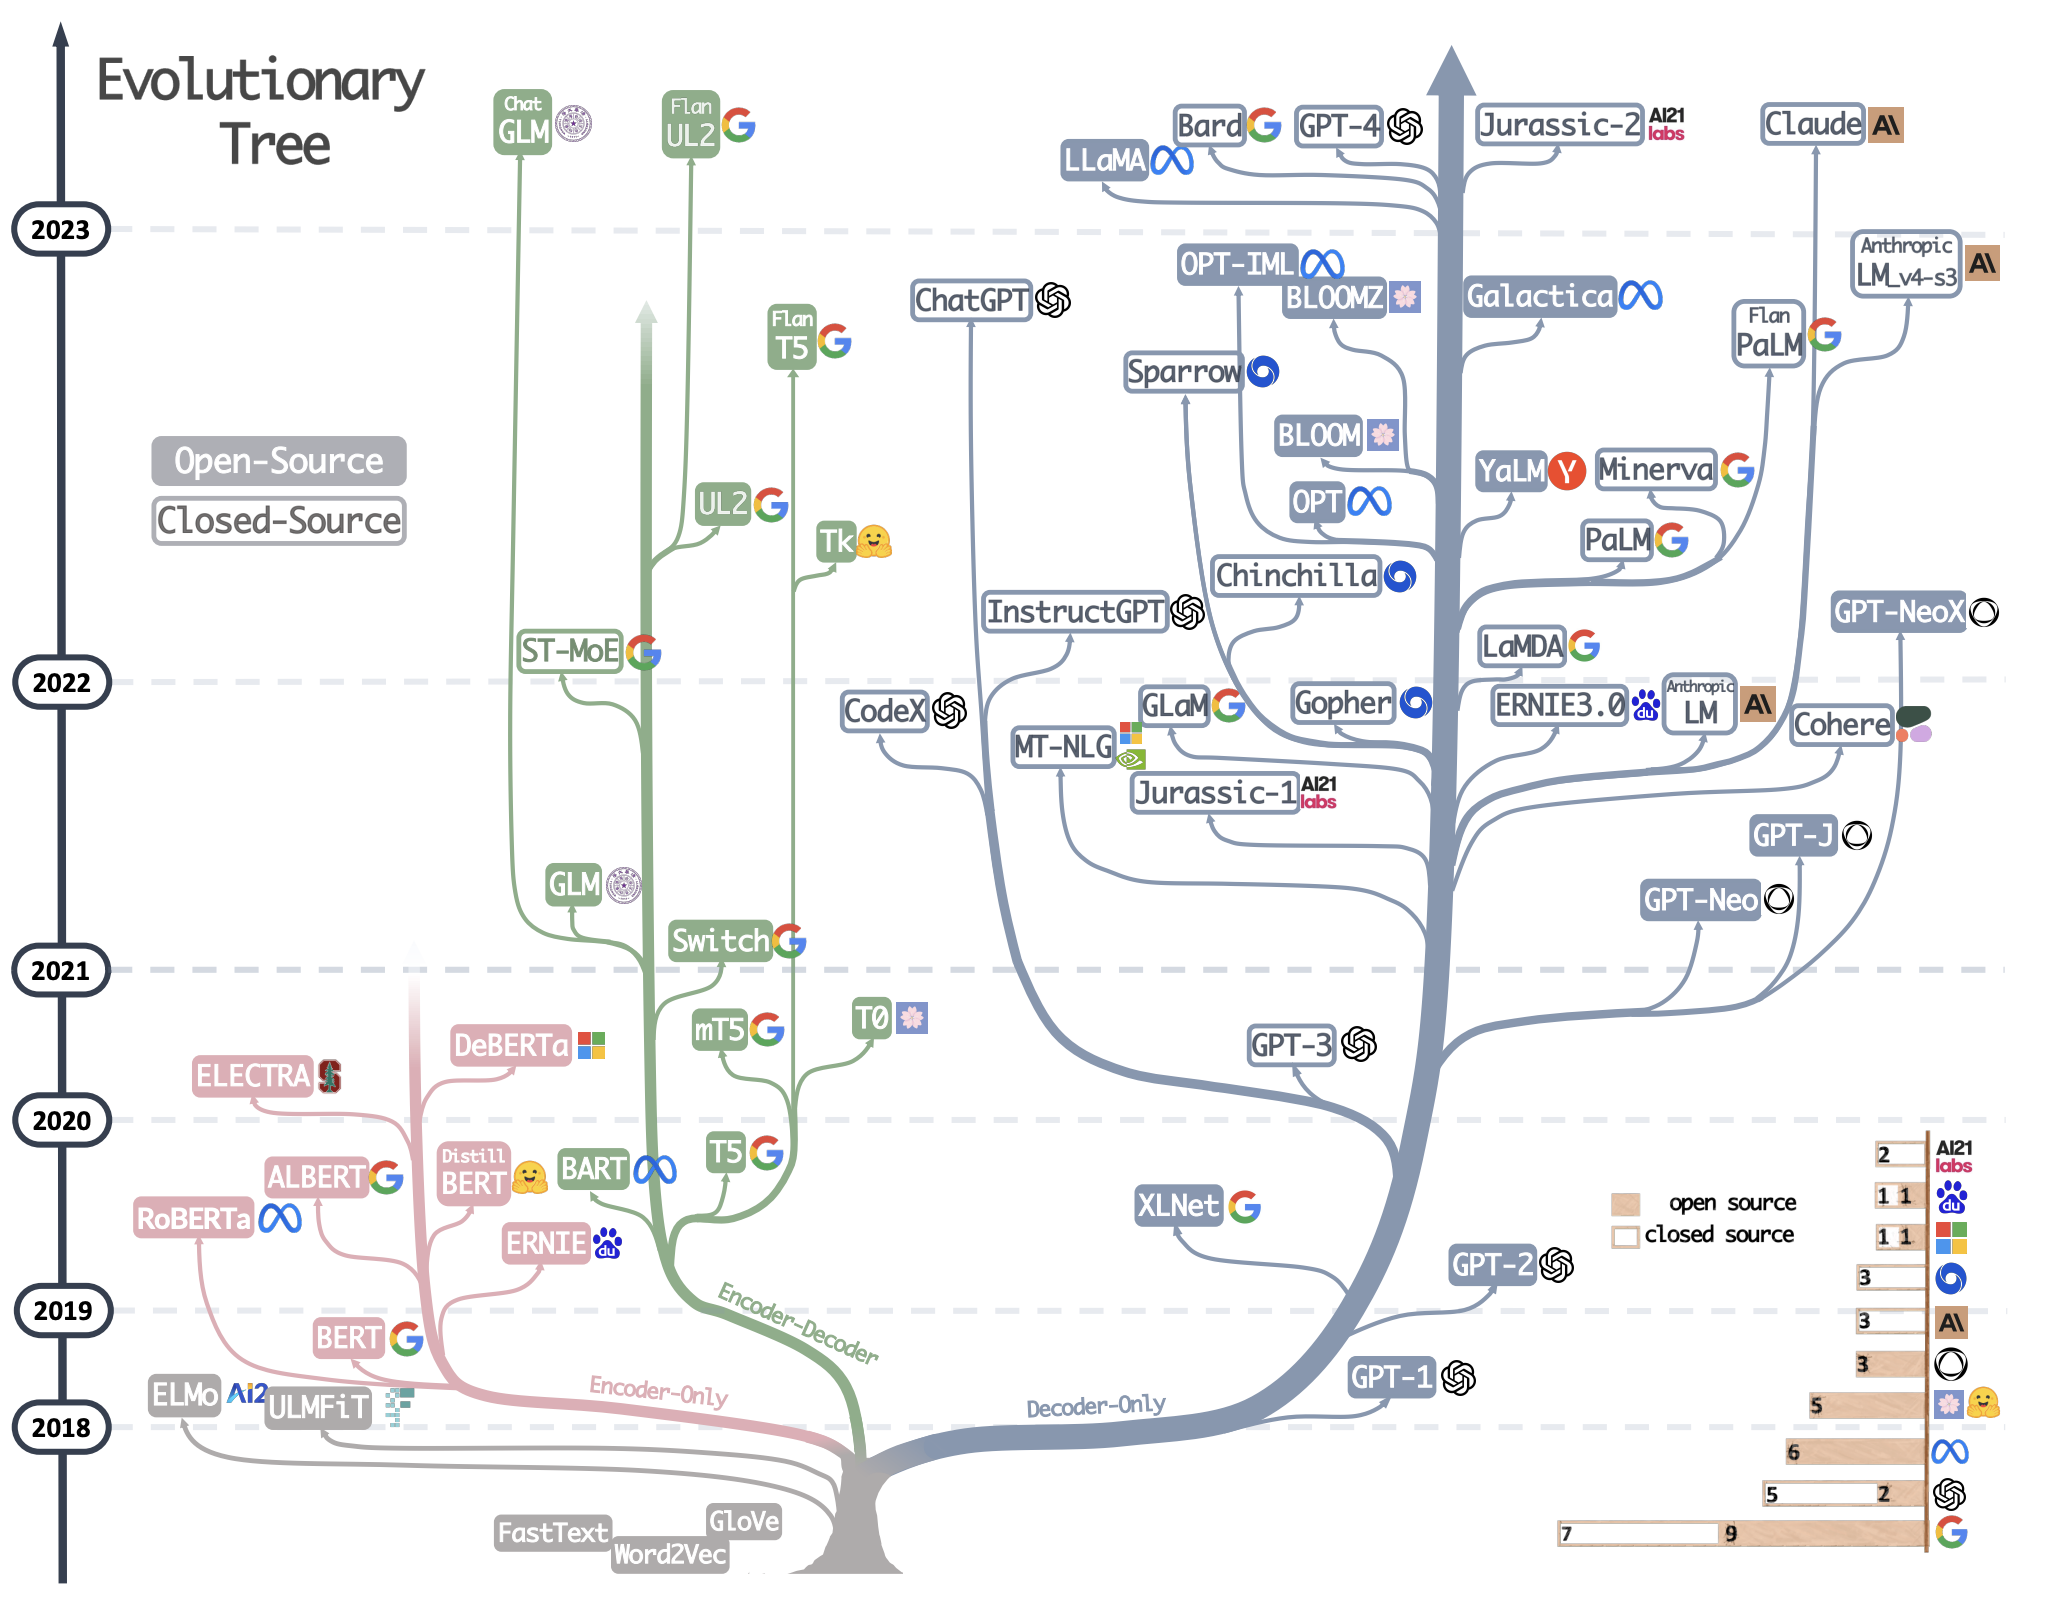 Evolutionary
Tree
2023
2022
2021
2020
2019
2018
Open-Source
Closed-Source
Chat
GLM
Flan
UL2
Bard
GPT-4
Jurassic-2
AI21
labs
Claude
A\
LLaMA
OPT-IML
BLOOMZ
Galactica
Anthropic
LM_v4-s3
A\
ChatGPT
Flan
T5
Flan
PaLM
Sparrow
BLOOM
YaLM
Y
Minerva
UL2
OPT
Tk
PaLM
Chinchilla
InstructGPT
GPT-NeoX
ST-MoE
LaMDA
CodeX
GLaM
Gopher
ERNIE3.0
du
Anthropic
LM
A\
Cohere
MT-NLG
Jurassic-1
AI21
labs
GPT-J
GLM
GPT-Neo
Switch
mT5
T0
GPT-3
DeBERTa
ELECTRA
S
ALBERT
Distill
BERT
BART
T5
RoBERTa
ERNIE
du
XLNet
GPT-2
BERT
Encoder-Decoder
ELMo
Ai2
ULMFiT
Encoder-Only
Decoder-Only
GPT-1
FastText
Word2Vec
GloVe
open source
closed source
2
AI21
labs
1 1
du
1 1
3
3
A\
3
5
6
5 2
7 9